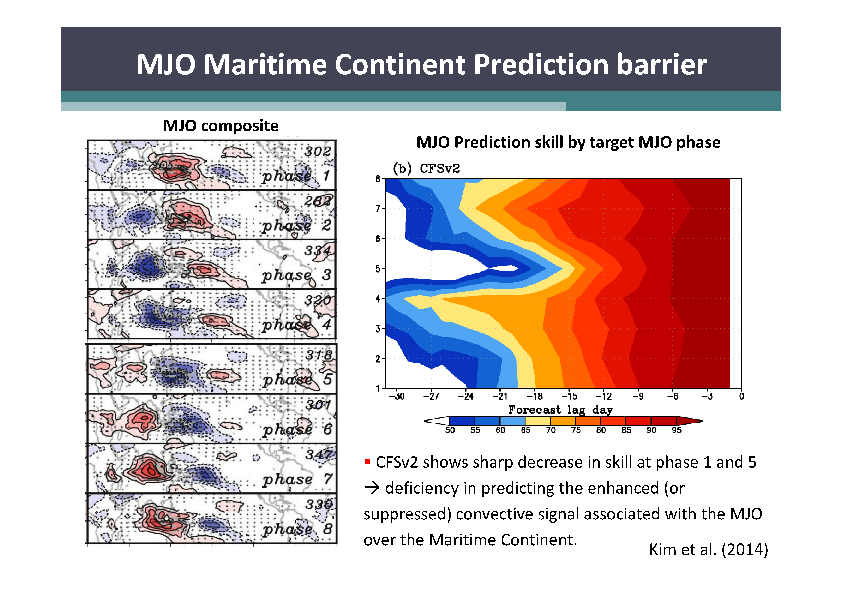 MJO Maritime Continent Prediction barrier
MJO composite
302
phase 1
262
phase 2
334
phase 3
320
phase 4
318
phase 5
301
phase 6
347
phase 7
330
phase 8
MJO Prediction skill by target MJO phase
(b) CFSv2
8
7
6
5
4
3
2
1
-30 -27 -24 -21 -18 -15 -12 -9 -6 -3 0
Forecast lag day
50 55 60 65 70 75 80 85 90 95
▪ CFSv2 shows sharp decrease in skill at phase 1 and 5
→ deficiency in predicting the enhanced (or
suppressed) convective signal associated with the MJO
over the Maritime Continent.
Kim et al. (2014)